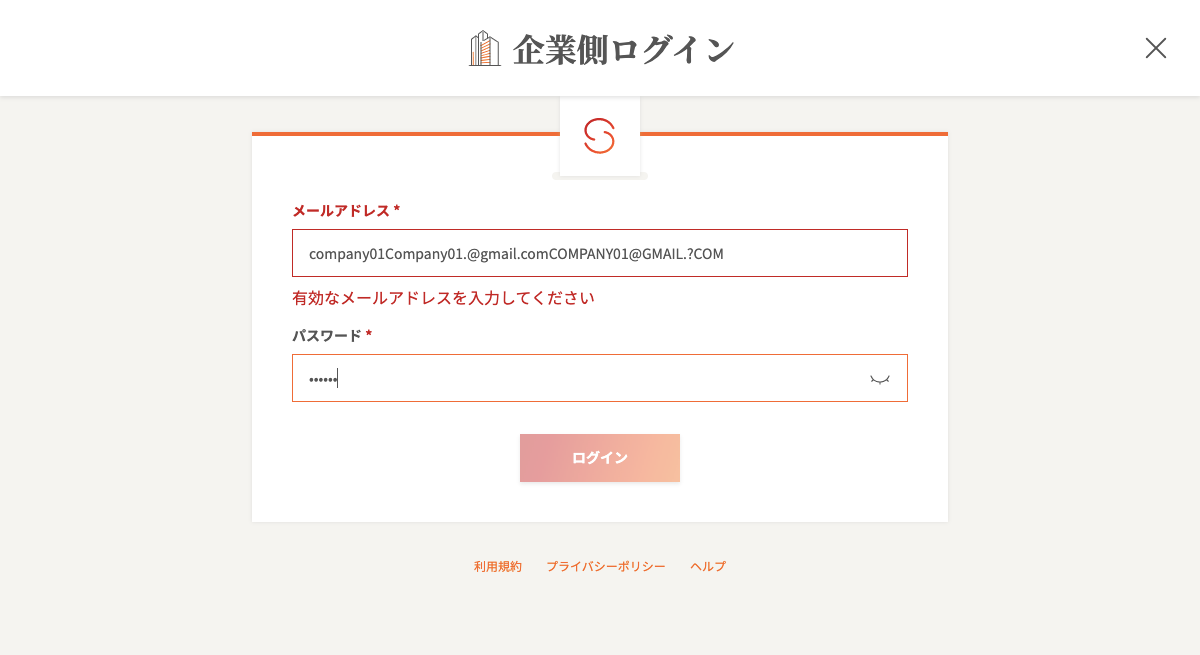 企業側ログイン
メールアドレス *
company01Company01.@gmail.comCOMPANY01@GMAIL.?COM
有効なメールアドレスを入力してください
パスワード *
••••••
ログイン
利用規約 プライバシーポリシー ヘルプ